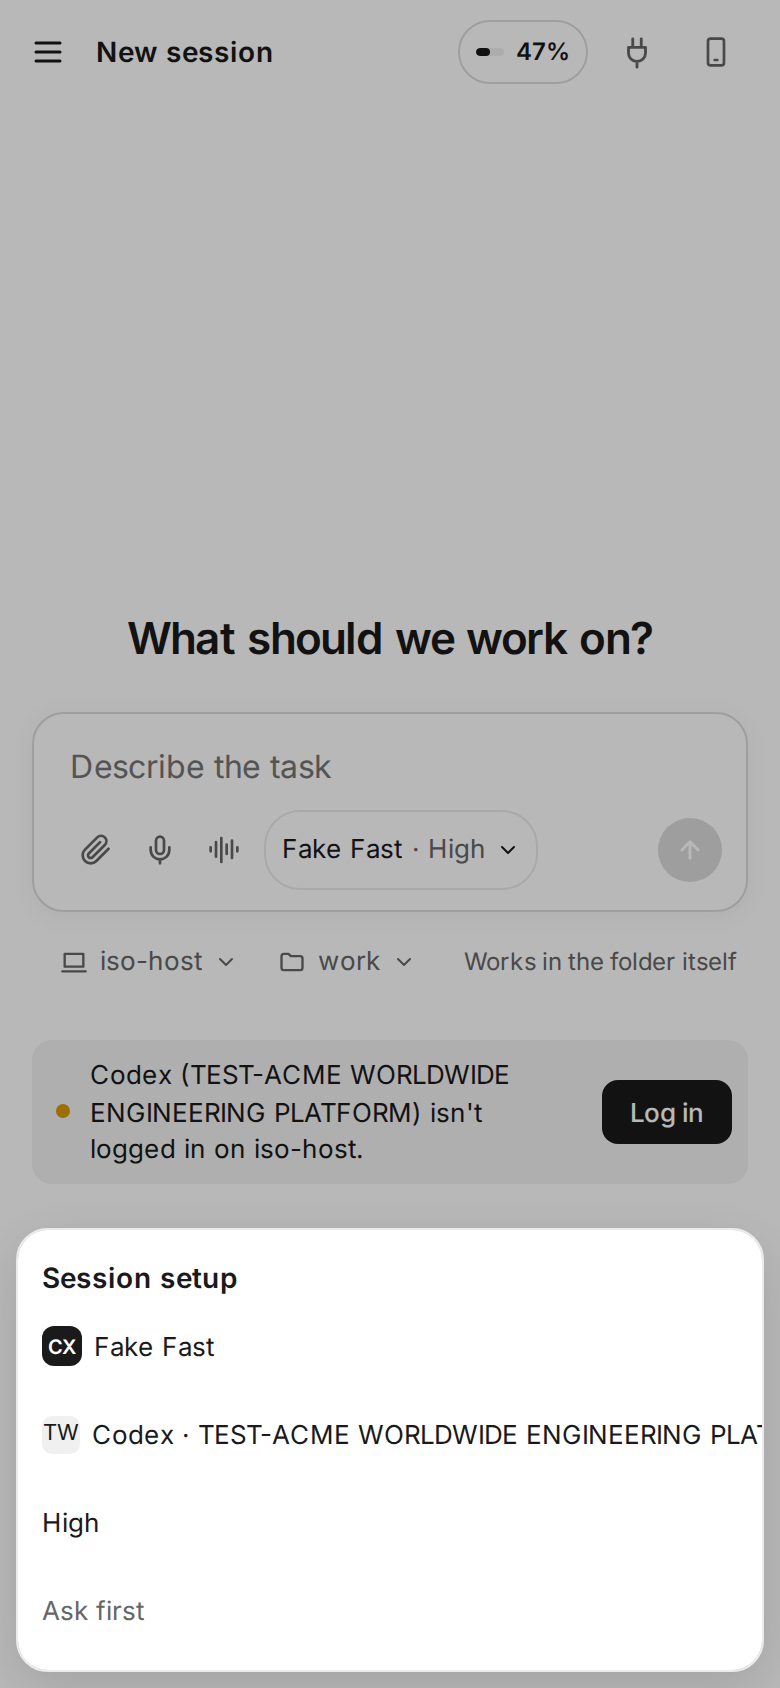 New session
47%
What should we work on?
Describe the task
Fake Fast · High
iso-host
work
Works in the folder itself
Codex (TEST-ACME WORLDWIDE
ENGINEERING PLATFORM) isn't
logged in on iso-host.
Log in
Session setup
CX Fake Fast
TW Codex · TEST-ACME WORLDWIDE ENGINEERING PLAT
High
Ask first